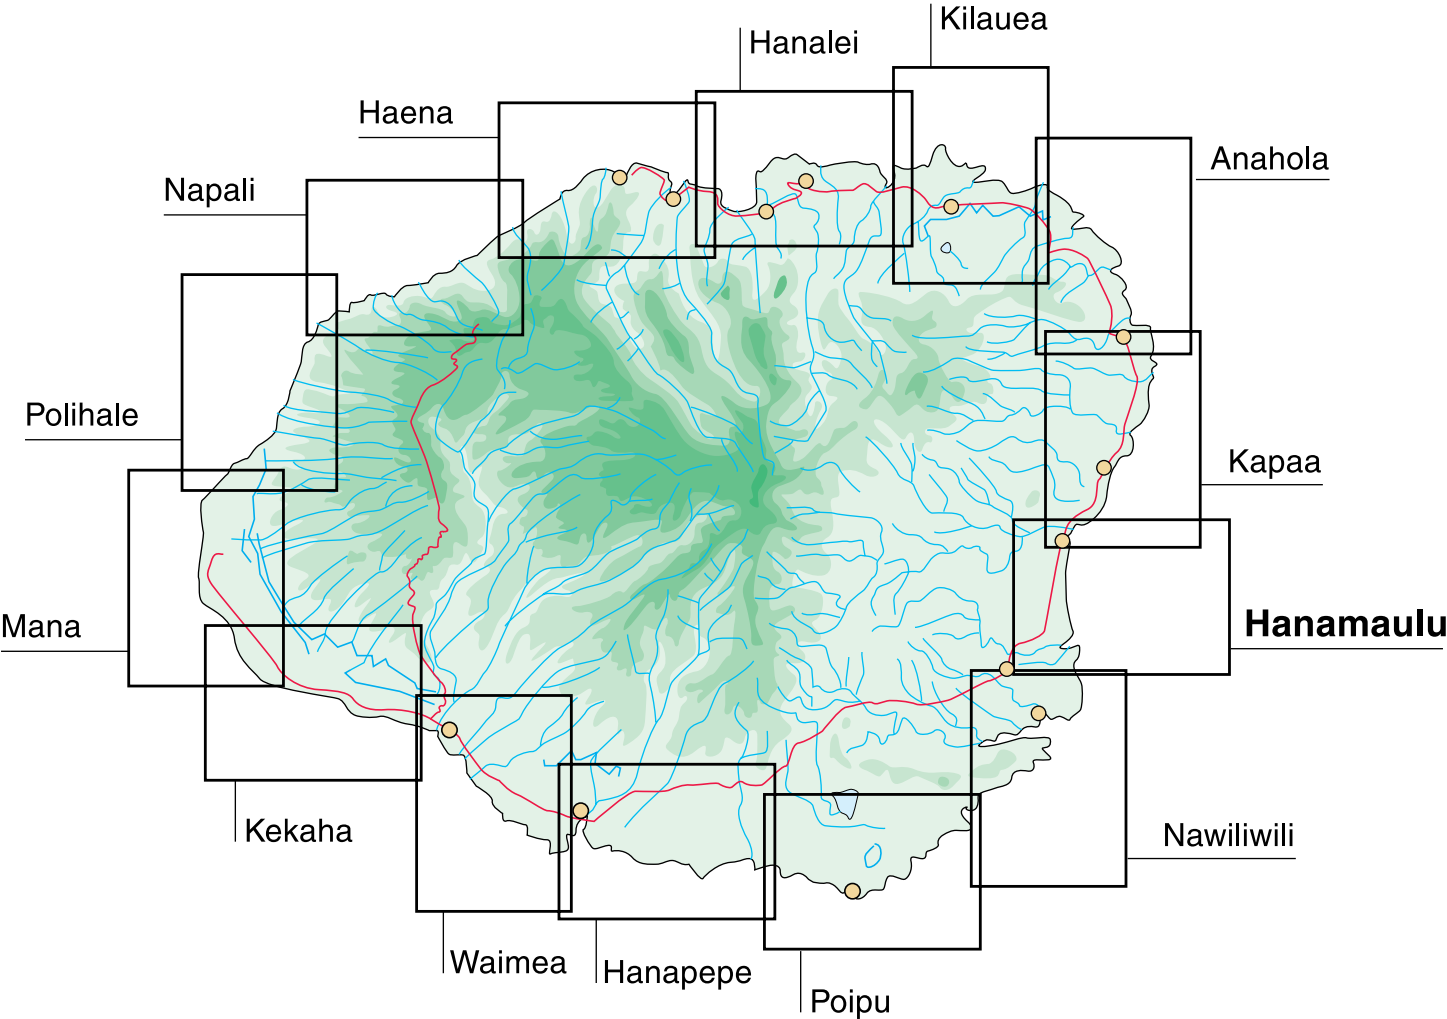 Kilauea
Hanalei
Haena
Anahola
Napali
Polihale
Kapaa
Mana
Hanamaulu
Kekaha
Nawiliwili
Waimea
Hanapepe
Poipu